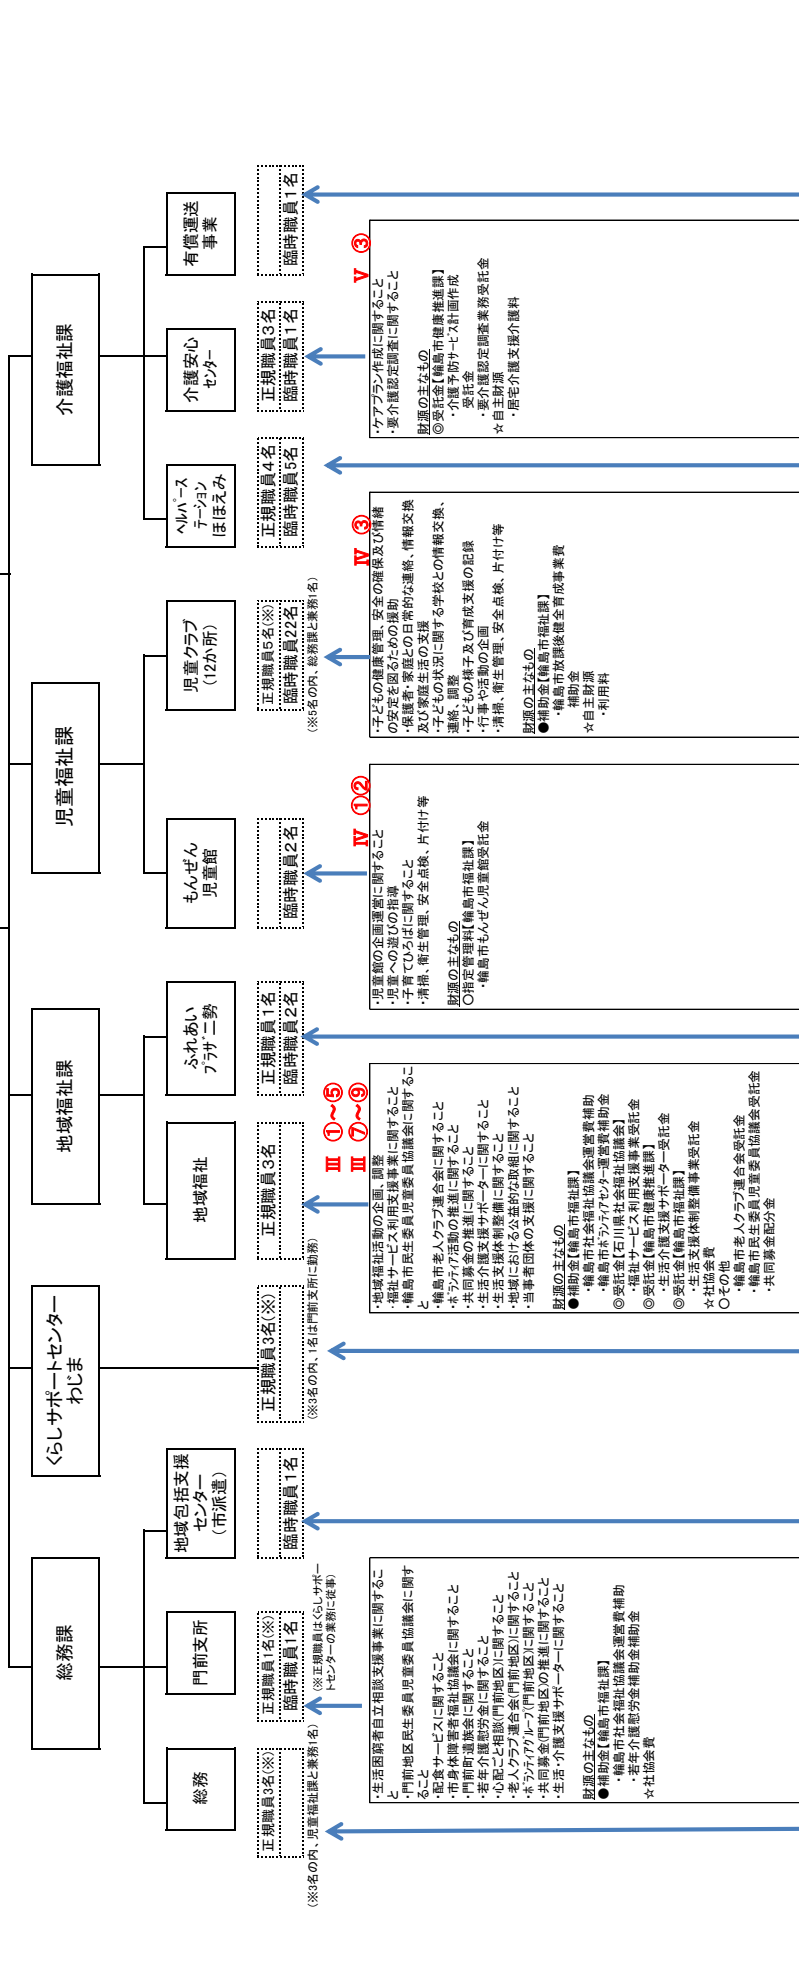 総務課
くらしサポートセンター
わじま
地域福祉課
児童福祉課
介護福祉課
総務
門前支所
地域包括支援
センター
(市派遣)
地域福祉
ふれあい
プラザ二勢
もんぜん
児童館
児童クラブ
(12か所)
ヘルパース
テーション
ほほえみ
介護安心
センター
有償運送
事業
正規職員3名(※)
(※3名の内、児童福祉課と兼務1名)
正規職員1名(※)
臨時職員1名
(※正規職員はくらしサポー
トセンターの業務に従事)
臨時職員1名
正規職員3名(※)
(※3名の内、1名は門前支所に勤務)
正規職員3名
正規職員1名
臨時職員2名
臨時職員2名
正規職員5名(※)
臨時職員22名
(※5名の内、総務課と兼務1名)
正規職員4名
臨時職員5名
正規職員3名
臨時職員1名
臨時職員1名
・生活困窮者自立相談支援事業に関するこ
と
・門前地区民生委員児童委員協議会に関す
ること
・配食サービスに関すること
・市身体障害者福祉協議会に関すること
・門前町遺族会に関すること
・若年介護慰労金に関すること
・心配ごと相談(門前地区)に関すること
・老人クラブ連合会(門前地区)に関すること
・ボランティアグループ(門前地区)に関すること
・共同募金(門前地区)の推進に関すること
・生活・介護支援サポーターに関すること
財源の主なもの
●補助金【輪島市福祉課】
・輪島市社会福祉協議会運営費補助
・若年介護慰労金補助金補助金
☆社協会費
Ⅲ ①～⑤
Ⅲ ⑦～⑨
・地域福祉活動の企画、調整
・福祉サービス利用支援事業に関すること
・輪島市民生委員児童委員協議会に関するこ
と
・輪島市老人クラブ連合会に関すること
・ボランティア活動の推進に関すること
・共同募金の推進に関すること
・生活介護支援サポーターに関すること
・生活支援体制整備に関すること
・地域における公益的な取組に関すること
・当事者団体の支援に関すること
財源の主なもの
●補助金【輪島市福祉課】
・輪島市社会福祉協議会運営費補助
・輪島市ボランティアセンター運営費補助金
◎受託金【石川県社会福祉協議会】
・福祉サービス利用支援事業受託金
◎受託金【輪島市健康推進課】
・生活介護支援サポーター受託金
◎受託金【輪島市福祉課】
・生活支援体制整備事業受託金
☆社協会費
○その他
・輪島市老人クラブ連合会受託金
・輪島市民生委員児童委員協議会受託金
・共同募金配分金
Ⅳ ①②
・児童館の企画運営に関すること
・児童への遊びの指導
・子育てひろばに関すること
・清掃、衛生管理、安全点検、片付け等
財源の主なもの
○指定管理料【輪島市福祉課】
・輪島市もんぜん児童館受託金
Ⅳ ③
・子どもの健康管理、安全の確保及び情緒
の安定を図るための援助
・保護者・家庭との日常的な連絡、情報交換
及び家庭生活の支援
・子どもの状況に関する学校との情報交換、
連絡、調整
・子どもの様子及び育成支援の記録
・行事や活動の企画
・清掃、衛生管理、安全点検、片付け等
財源の主なもの
●補助金【輪島市福祉課】
・輪島市放課後健全育成事業費
補助金
☆自主財源
・利用料
Ⅴ ③
・ケアプラン作成に関すること
・要介護認定調査に関すること
財源の主なもの
◎受託金【輪島市健康推進課】
・介護予防サービス計画作成
受託金
・要介護認定調査業務受託金
☆自主財源
・居宅介護支援介護料